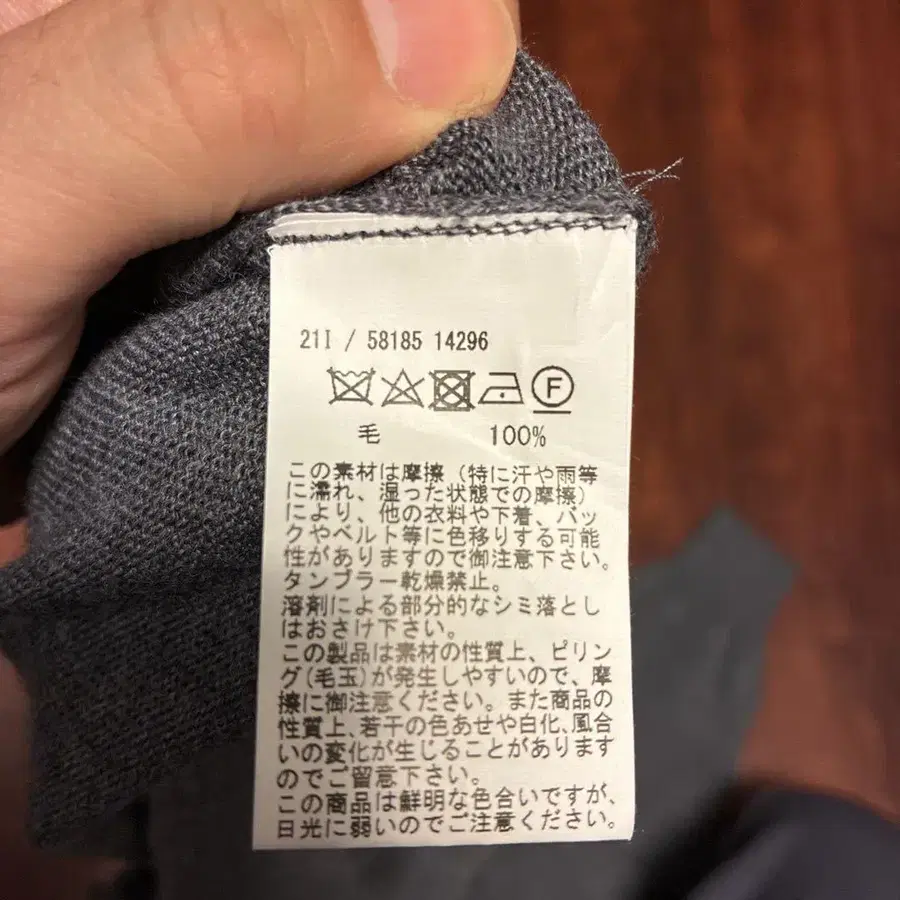 21I / 58185 14296
F
毛 100%
この素材は摩擦（特に汗や雨等
に濡れ、湿った状態での摩擦）
により、他の衣料や下着、バッ
クやベルト等に色移りする可能
性がありますので御注意下さい。
タンブラー乾燥禁止。
溶剤による部分的なシミ落とし
はおさけ下さい。
この製品は素材の性質上、ピリン
グ(毛玉)が発生しやすいので、摩
擦に御注意ください。また商品の
性質上、若干の色あせや白化、風合
いの変化が生じることがあります
のでご留意下さい。
この商品は鮮明な色合いですが、
日光に弱いのでご注意ください。